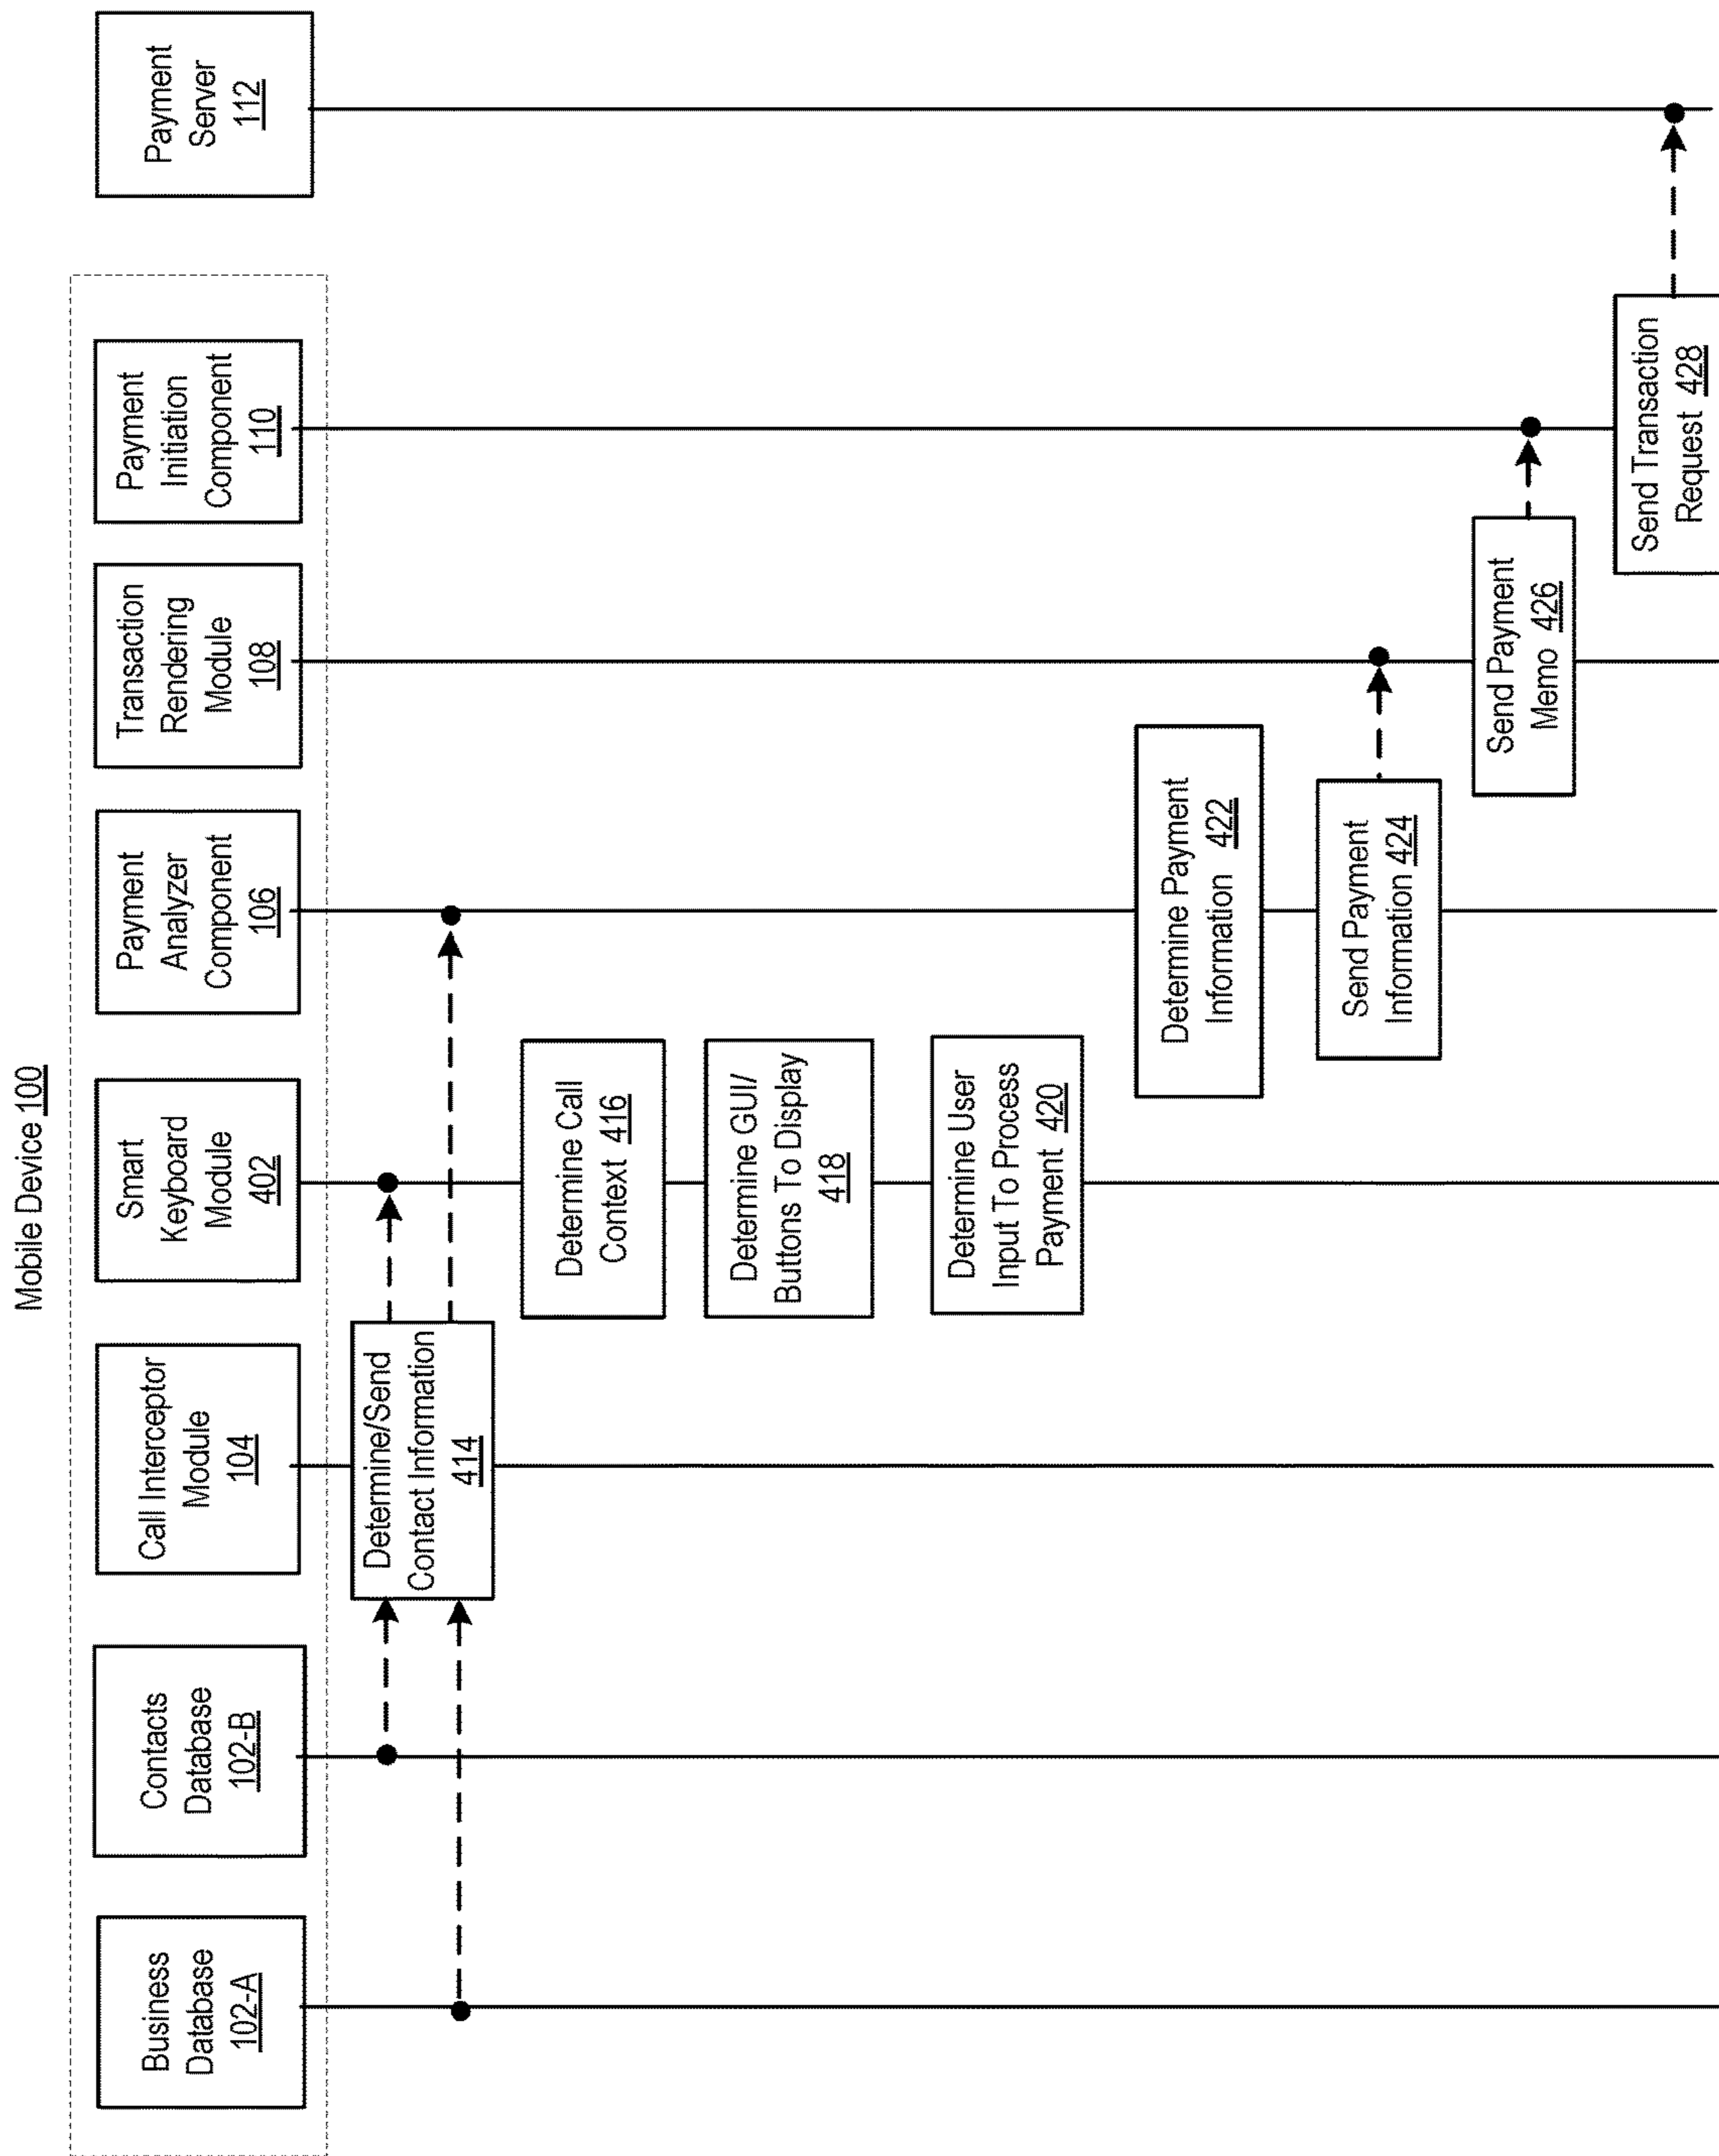 Mobile Device 100
Business
Database
102-A
Contacts
Database
102-B
Call Interceptor
Module
104
Smart
Keyboard
Module
402
Payment
Analyzer
Component
106
Transaction
Rendering
Module
108
Payment
Initiation
Component
110
Payment
Server
112
Determine/Send
Contact Information
414
Determine Call
Context 416
Determine GUI/
Buttons To Display
418
Determine User
Input To Process
Payment 420
Determine Payment
Information 422
Send Payment
Information 424
Send Payment
Memo 426
Send Transaction
Request 428